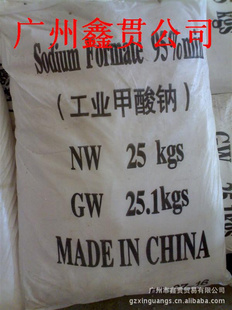 广州鑫贯公司
Sodium Formate 95%min
（工业甲酸钠）
NW 25 kgs
GW 25.1kgs
MADE IN CHINA
广州市鑫贯贸易有限公司
gzxinguangs.cn.alibaba.com